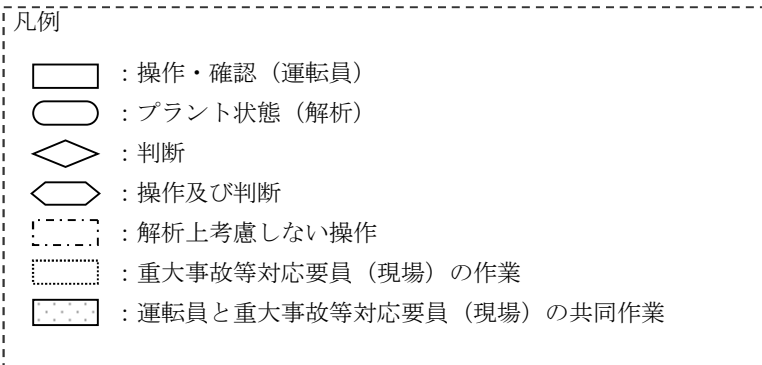 凡例
：操作・確認（運転員）
：プラント状態（解析）
：判断
：操作及び判断
：解析上考慮しない操作
：重大事故等対応要員（現場）の作業
：運転員と重大事故等対応要員（現場）の共同作業